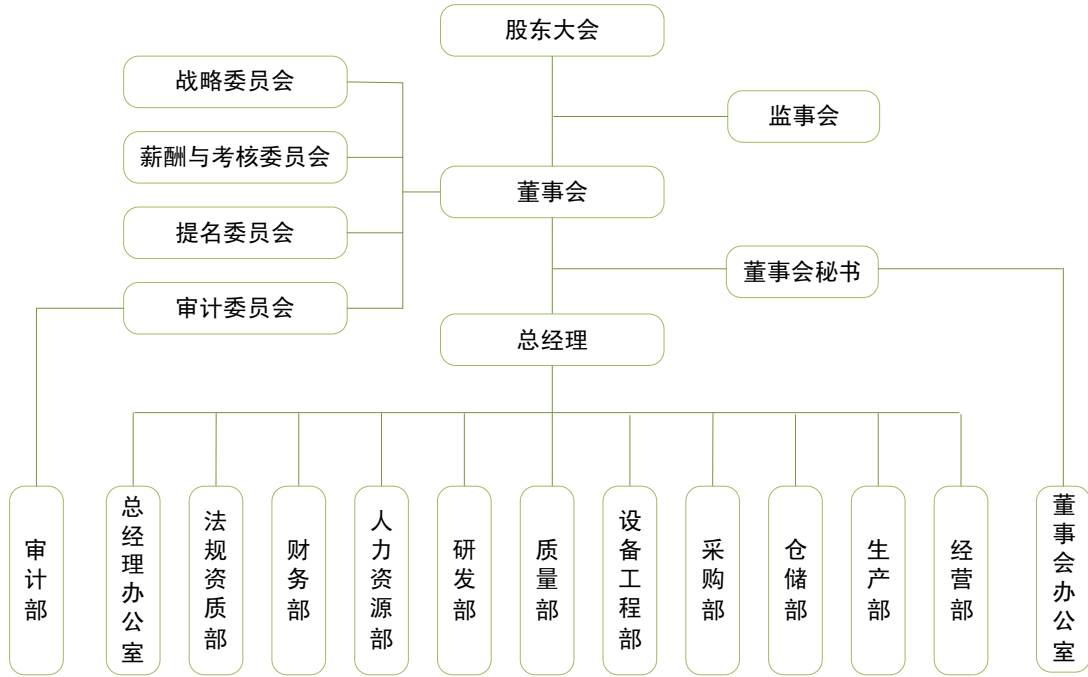 股东大会
战略委员会
监事会
薪酬与考核委员会
董事会
提名委员会
董事会秘书
审计委员会
总经理
审计部
总经理办公室
法规资质部
财务部
人力资源部
研发部
质量部
设备工程部
采购部
仓储部
生产部
经营部
董事会办公室